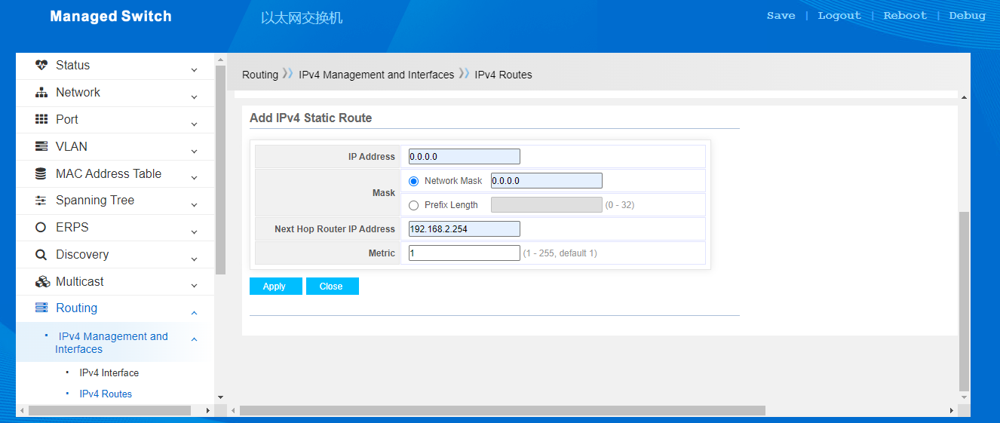 Managed Switch
以太网交换机
Save | Logout | Reboot | Debug
Status
Network
Port
VLAN
MAC Address Table
Spanning Tree
ERPS
Discovery
Multicast
Routing
IPv4 Management and
Interfaces
IPv4 Interface
IPv4 Routes
Routing IPv4 Management and Interfaces IPv4 Routes
Add IPv4 Static Route
IP Address 0.0.0.0
Mask
Network Mask 0.0.0.0
Prefix Length (0 - 32)
Next Hop Router IP Address 192.168.2.254
Metric 1 (1 - 255, default 1)
Apply Close